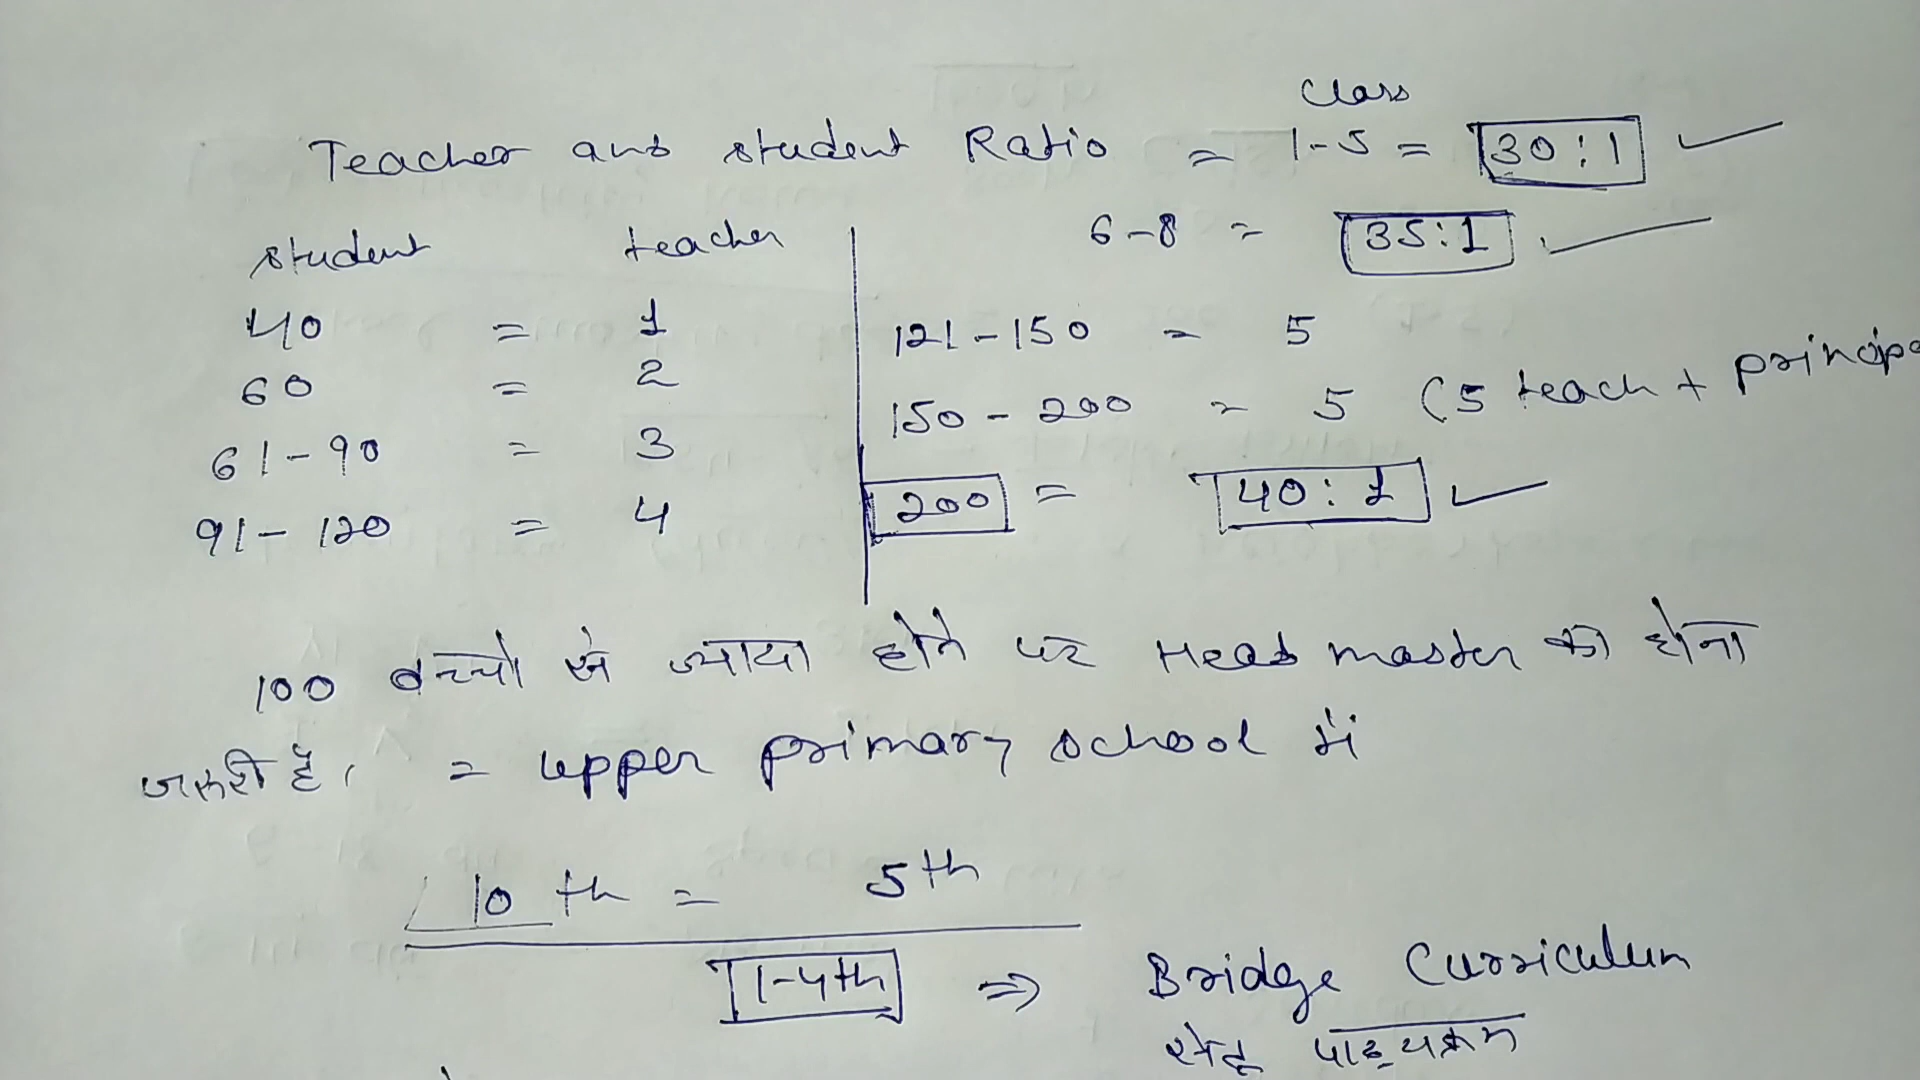 Class
Teacher and student Ratio = 1-5 = 30:1
6-8 = 35:1
student teacher
40 = 1
60 = 2
61-90 = 3
91-120 = 4
121-150 = 5
150-200 = 5 (5 teach + princip
200 = 40:1
100 बच्चो से ज्यादा होने पर Head master का होना
जरूरी है। = upper primary school में
10 th = 5th
1-4th ⇒ Bridge Curriculum
सेतु पाठ्यक्रम